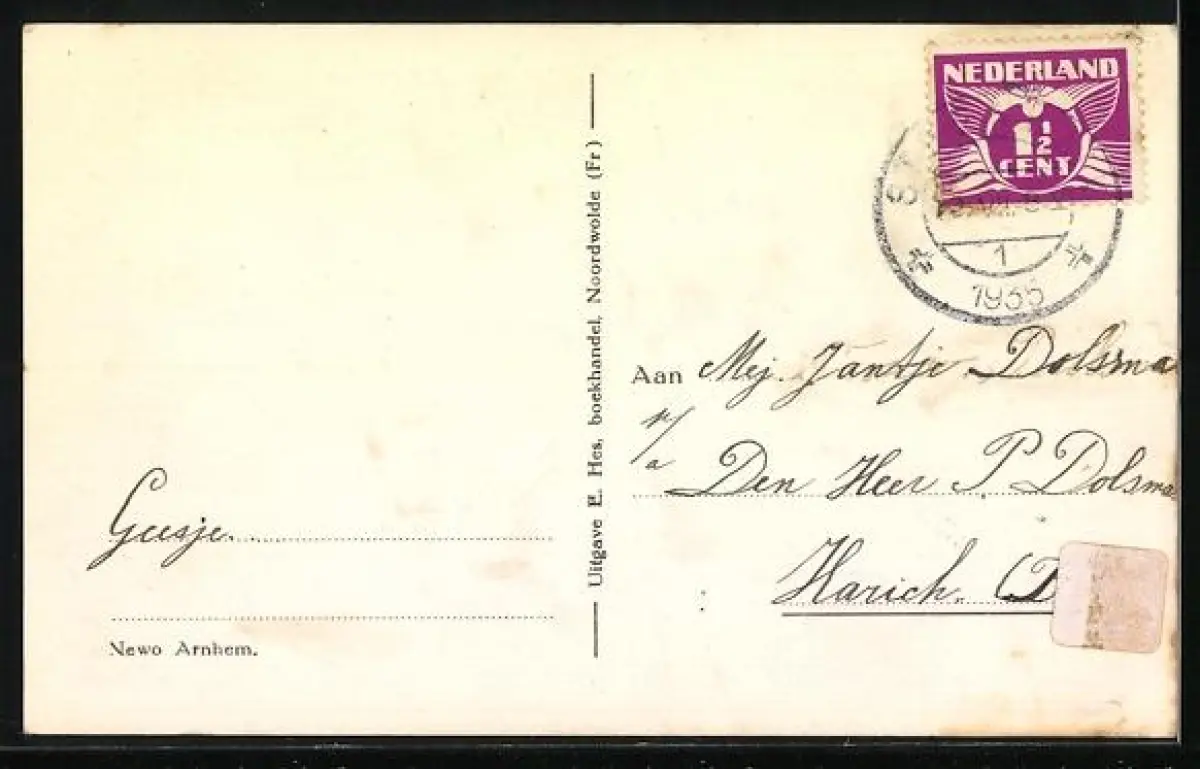 NEDERLAND
1½
CENT
1
Uitgave E. Hes, boekhandel, Noordwolde (Fr)
Aan Mej. Jantje Dolsma
p/a Den Heer P Dolsma
Harich.
Geesje.
Newo Arnhem.